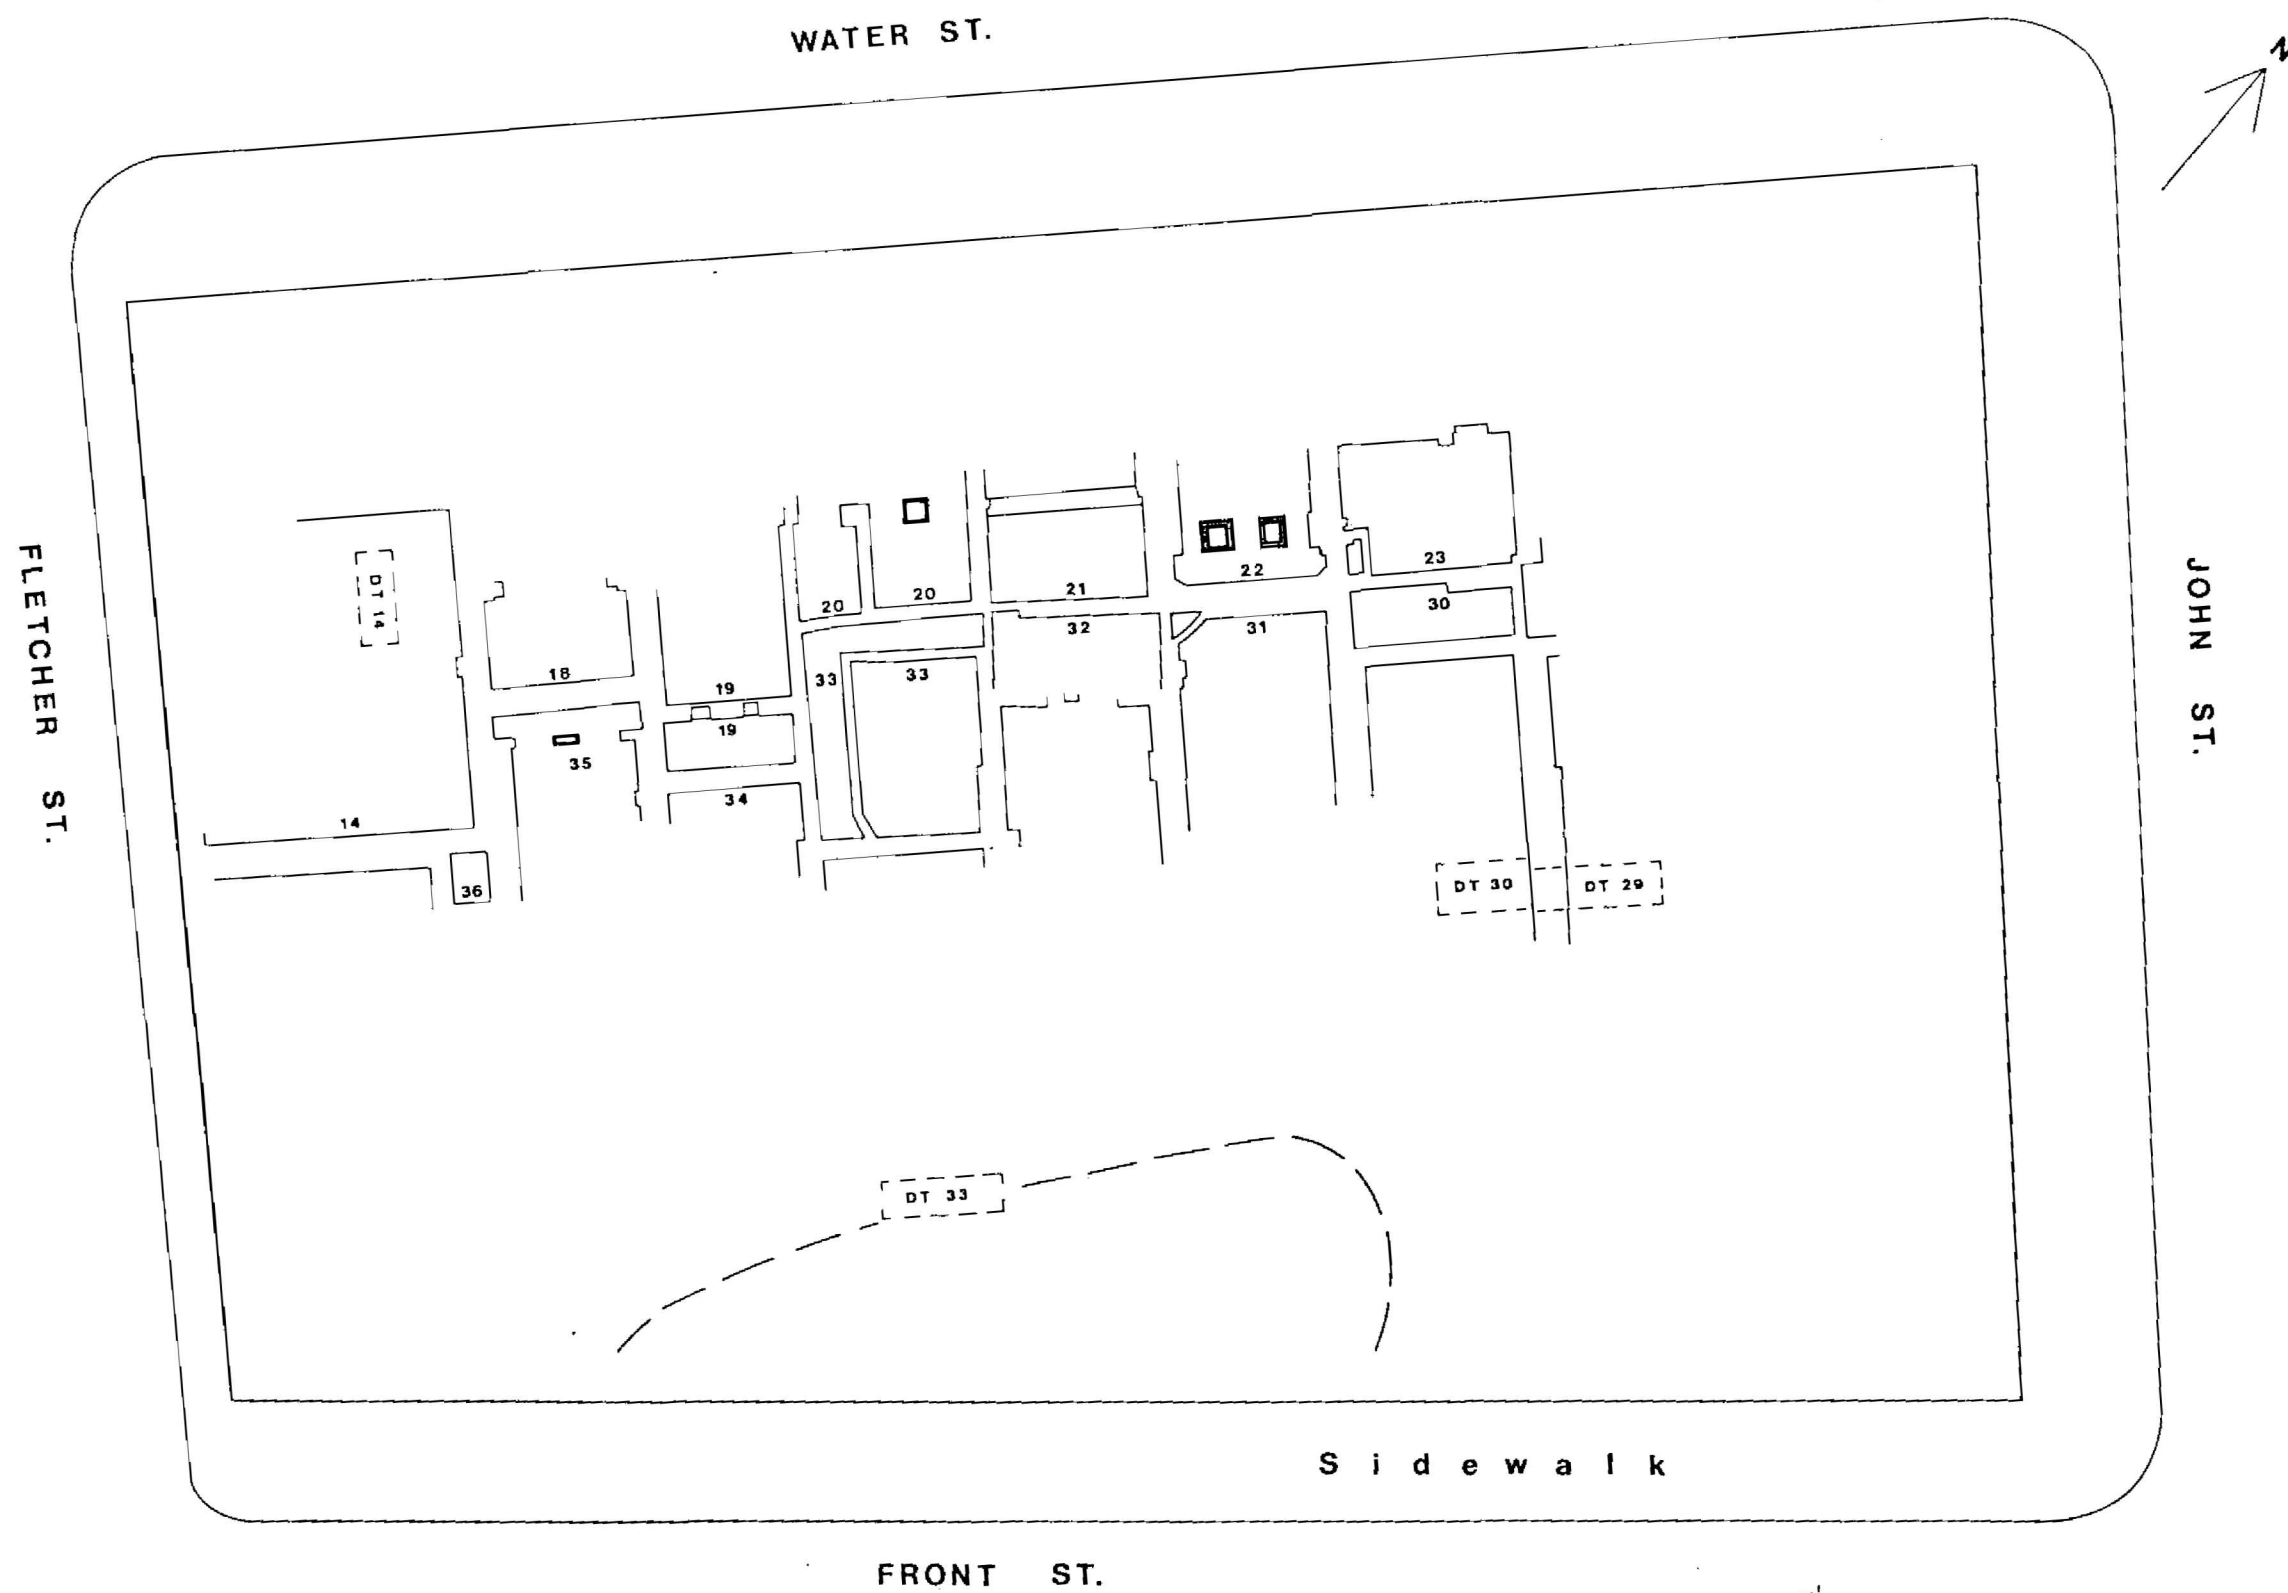 WATER ST.
N
FLETCHER ST.
JOHN ST.
DT 14
23
22
21
20
20
30
32
31
18
33
33
19
19
35
34
14
36
DT 30
DT 29
DT 33
Sidewalk
FRONT ST.